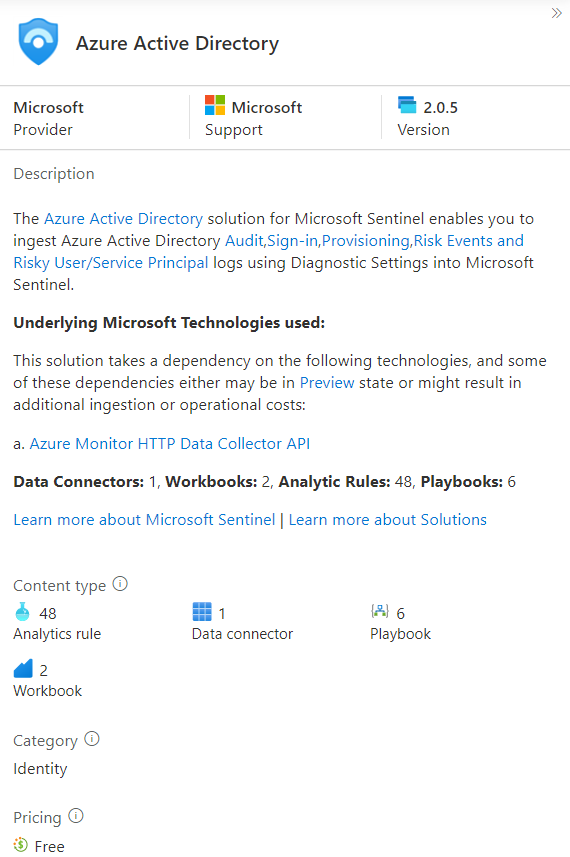 Azure Active Directory
Microsoft
Provider
Microsoft
Support
2.0.5
Version
Description
The Azure Active Directory solution for Microsoft Sentinel enables you to
ingest Azure Active Directory Audit,Sign-in,Provisioning,Risk Events and
Risky User/Service Principal logs using Diagnostic Settings into Microsoft
Sentinel.
Underlying Microsoft Technologies used:
This solution takes a dependency on the following technologies, and some
of these dependencies either may be in Preview state or might result in
additional ingestion or operational costs:
a. Azure Monitor HTTP Data Collector API
Data Connectors: 1, Workbooks: 2, Analytic Rules: 48, Playbooks: 6
Learn more about Microsoft Sentinel | Learn more about Solutions
Content type
48
Analytics rule
1
Data connector
6
Playbook
2
Workbook
Category
Identity
Pricing
Free